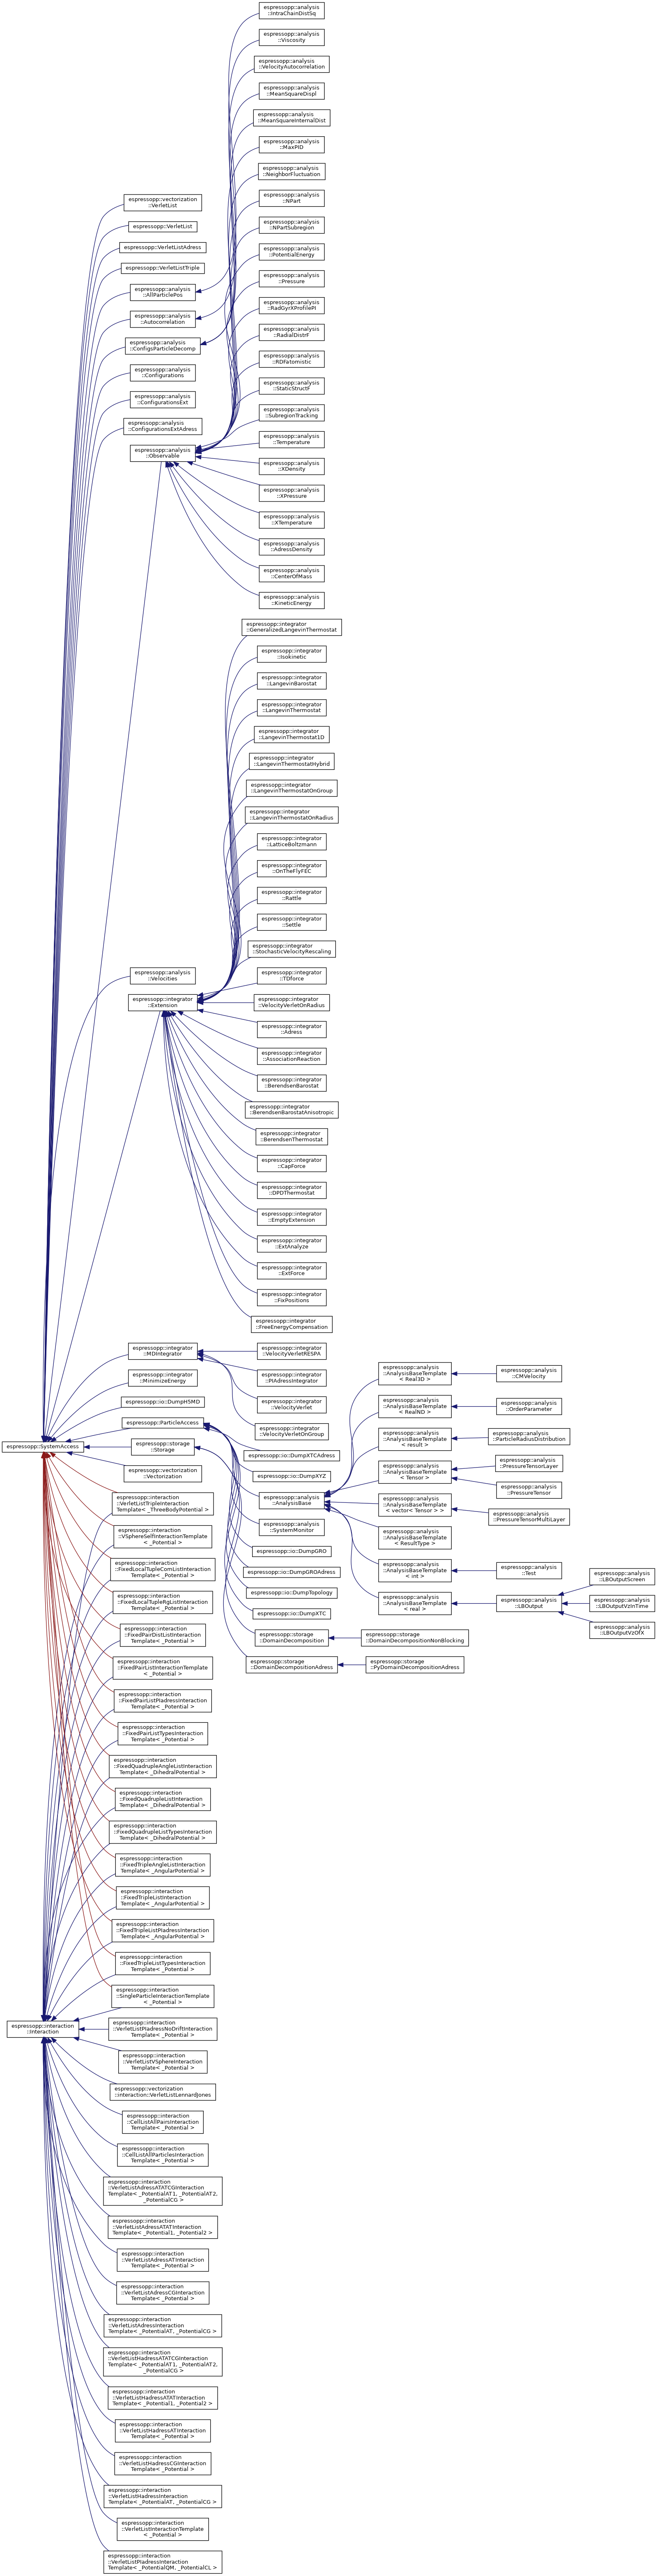 espressopp::analysis
::IntraChainDistSq
espressopp::analysis
::Viscosity
espressopp::analysis
::VelocityAutocorrelation
espressopp::analysis
::MeanSquareDispl
espressopp::analysis
::MeanSquareInternalDist
espressopp::analysis
::MaxPID
espressopp::analysis
::NeighborFluctuation
espressopp::analysis
::NPart
espressopp::analysis
::NPartSubregion
espressopp::analysis
::PotentialEnergy
espressopp::analysis
::Pressure
espressopp::analysis
::RadGyrXProfilePI
espressopp::analysis
::RadialDistrF
espressopp::analysis
::RDFatomistic
espressopp::analysis
::StaticStructF
espressopp::analysis
::SubregionTracking
espressopp::analysis
::Temperature
espressopp::analysis
::XDensity
espressopp::analysis
::XPressure
espressopp::analysis
::XTemperature
espressopp::analysis
::AdressDensity
espressopp::analysis
::CenterOfMass
espressopp::analysis
::KineticEnergy
espressopp::vectorization
::VerletList
espressopp::VerletList
espressopp::VerletListAdress
espressopp::VerletListTriple
espressopp::analysis
::AllParticlePos
espressopp::analysis
::Autocorrelation
espressopp::analysis
::ConfigsParticleDecomp
espressopp::analysis
::Configurations
espressopp::analysis
::ConfigurationsExt
espressopp::analysis
::ConfigurationsExtAdress
espressopp::analysis
::Observable
espressopp::integrator
::GeneralizedLangevinThermostat
espressopp::integrator
::Isokinetic
espressopp::integrator
::LangevinBarostat
espressopp::integrator
::LangevinThermostat
espressopp::integrator
::LangevinThermostat1D
espressopp::integrator
::LangevinThermostatHybrid
espressopp::integrator
::LangevinThermostatOnGroup
espressopp::integrator
::LangevinThermostatOnRadius
espressopp::integrator
::LatticeBoltzmann
espressopp::integrator
::OnTheFlyFEC
espressopp::integrator
::Rattle
espressopp::integrator
::Settle
espressopp::integrator
::StochasticVelocityRescaling
espressopp::integrator
::TDforce
espressopp::integrator
::VelocityVerletOnRadius
espressopp::integrator
::Adress
espressopp::integrator
::AssociationReaction
espressopp::integrator
::BerendsenBarostat
espressopp::integrator
::BerendsenBarostatAnisotropic
espressopp::integrator
::BerendsenThermostat
espressopp::integrator
::CapForce
espressopp::integrator
::DPDThermostat
espressopp::integrator
::EmptyExtension
espressopp::integrator
::ExtAnalyze
espressopp::integrator
::ExtForce
espressopp::integrator
::FixPositions
espressopp::integrator
::FreeEnergyCompensation
espressopp::analysis
::Velocities
espressopp::integrator
::Extension
espressopp::integrator
::MDIntegrator
espressopp::integrator
::MinimizeEnergy
espressopp::io::DumpH5MD
espressopp::ParticleAccess
espressopp::storage
::Storage
espressopp::vectorization
::Vectorization
espressopp::SystemAccess
espressopp::integrator
::VelocityVerletRESPA
espressopp::integrator
::PIAdressIntegrator
espressopp::integrator
::VelocityVerlet
espressopp::integrator
::VelocityVerletOnGroup
espressopp::io::DumpXTCAdress
espressopp::io::DumpXYZ
espressopp::analysis
::AnalysisBase
espressopp::analysis
::SystemMonitor
espressopp::io::DumpGRO
espressopp::io::DumpGROAdress
espressopp::io::DumpTopology
espressopp::io::DumpXTC
espressopp::storage
::DomainDecomposition
espressopp::storage
::DomainDecompositionAdress
espressopp::analysis
::AnalysisBaseTemplate
< Real3D >
espressopp::analysis
::AnalysisBaseTemplate
< RealND >
espressopp::analysis
::AnalysisBaseTemplate
< result >
espressopp::analysis
::AnalysisBaseTemplate
< Tensor >
espressopp::analysis
::AnalysisBaseTemplate
< vector< Tensor > >
espressopp::analysis
::AnalysisBaseTemplate
< ResultType >
espressopp::analysis
::AnalysisBaseTemplate
< int >
espressopp::analysis
::AnalysisBaseTemplate
< real >
espressopp::storage
::DomainDecompositionNonBlocking
espressopp::storage
::PyDomainDecompositionAdress
espressopp::analysis
::CMVelocity
espressopp::analysis
::OrderParameter
espressopp::analysis
::ParticleRadiusDistribution
espressopp::analysis
::PressureTensorLayer
espressopp::analysis
::PressureTensor
espressopp::analysis
::PressureTensorMultiLayer
espressopp::analysis
::Test
espressopp::analysis
::LBOutput
espressopp::analysis
::LBOutputScreen
espressopp::analysis
::LBOutputVzInTime
espressopp::analysis
::LBOutputVzOfX
espressopp::interaction
::VerletListTripleInteraction
Template< _ThreeBodyPotential >
espressopp::interaction
::VSphereSelfInteractionTemplate
< _Potential >
espressopp::interaction
::FixedLocalTupleComListInteraction
Template< _Potential >
espressopp::interaction
::FixedLocalTupleRgListInteraction
Template< _Potential >
espressopp::interaction
::FixedPairDistListInteraction
Template< _Potential >
espressopp::interaction
::FixedPairListInteractionTemplate
< _Potential >
espressopp::interaction
::FixedPairListPIadressInteraction
Template< _Potential >
espressopp::interaction
::FixedPairListTypesInteraction
Template< _Potential >
espressopp::interaction
::FixedQuadrupleAngleListInteraction
Template< _DihedralPotential >
espressopp::interaction
::FixedQuadrupleListInteraction
Template< _DihedralPotential >
espressopp::interaction
::FixedQuadrupleListTypesInteraction
Template< _DihedralPotential >
espressopp::interaction
::FixedTripleAngleListInteraction
Template< _AngularPotential >
espressopp::interaction
::FixedTripleListInteraction
Template< _AngularPotential >
espressopp::interaction
::FixedTripleListPIadressInteraction
Template< _AngularPotential >
espressopp::interaction
::FixedTripleListTypesInteraction
Template< _Potential >
espressopp::interaction
::SingleParticleInteractionTemplate
< _Potential >
espressopp::interaction
::Interaction
espressopp::interaction
::VerletListPIadressNoDriftInteraction
Template< _Potential >
espressopp::interaction
::VerletListVSphereInteraction
Template< _Potential >
espressopp::vectorization
::interaction::VerletListLennardJones
espressopp::interaction
::CellListAllPairsInteraction
Template< _Potential >
espressopp::interaction
::CellListAllParticlesInteraction
Template< _Potential >
espressopp::interaction
::VerletListAdressATATCGInteraction
Template< _PotentialAT1, _PotentialAT2,
_PotentialCG >
espressopp::interaction
::VerletListAdressATATInteraction
Template< _Potential1, _Potential2 >
espressopp::interaction
::VerletListAdressATInteraction
Template< _Potential >
espressopp::interaction
::VerletListAdressCGInteraction
Template< _Potential >
espressopp::interaction
::VerletListAdressInteraction
Template< _PotentialAT, _PotentialCG >
espressopp::interaction
::VerletListHadressATATCGInteraction
Template< _PotentialAT1, _PotentialAT2,
_PotentialCG >
espressopp::interaction
::VerletListHadressATATInteraction
Template< _Potential1, _Potential2 >
espressopp::interaction
::VerletListHadressATInteraction
Template< _Potential >
espressopp::interaction
::VerletListHadressCGInteraction
Template< _Potential >
espressopp::interaction
::VerletListHadressInteraction
Template< _PotentialAT, _PotentialCG >
espressopp::interaction
::VerletListInteractionTemplate
< _Potential >
espressopp::interaction
::VerletListPIadressInteraction
Template< _PotentialQM, _PotentialCL >